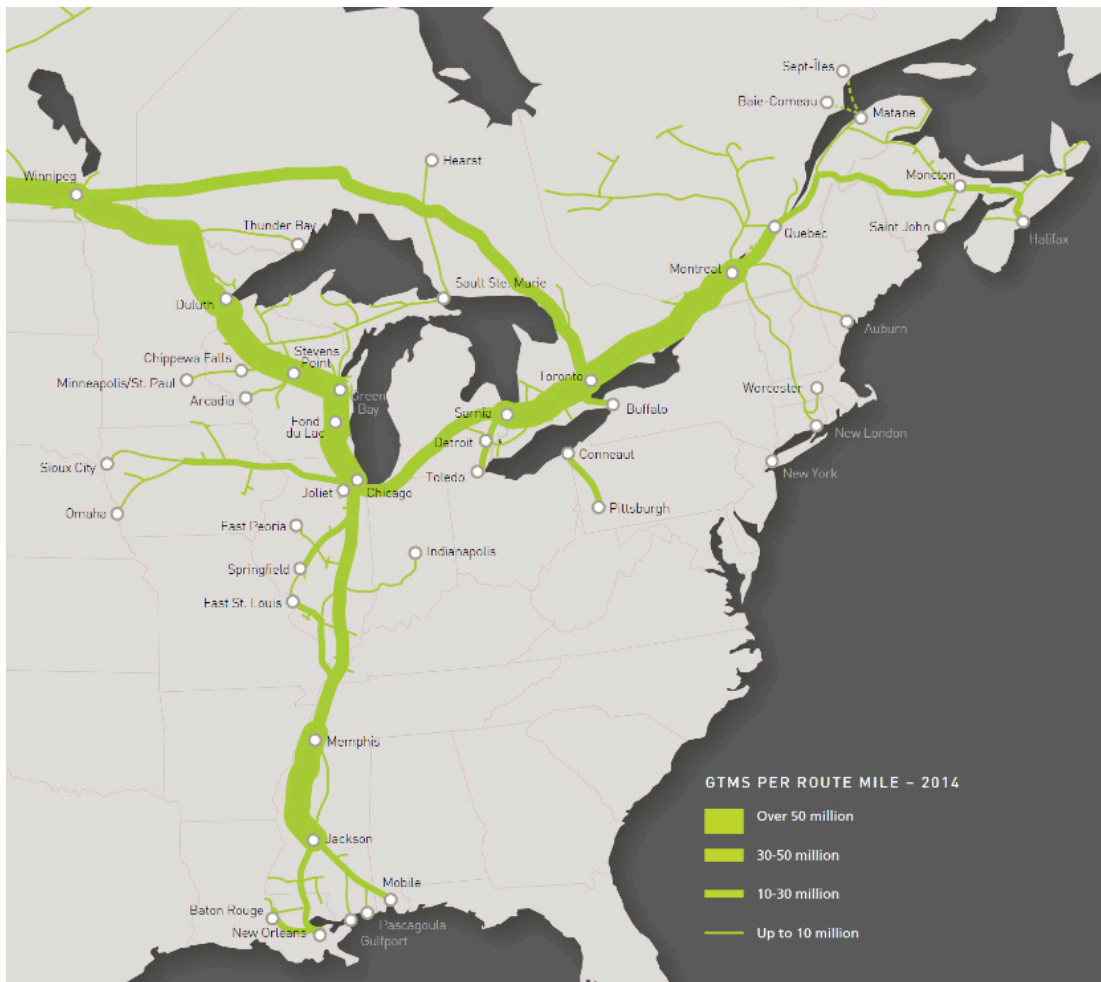 Sept-Îles
Baie-Comeau
Matane
Hearst
Winnipeg
Moncton
Thunder Bay
Quebec
Saint John
Halifax
Montreal
Sault Ste. Marie
Duluth
Auburn
Stevens
Point
Chippewa Falls
Minneapolis/St. Paul
Toronto
Worcester
Green
Bay
Arcadia
Buffalo
Sarnia
Fond
du Lac
New London
Detroit
Conneaut
Sioux City
New York
Toledo
Joliet
Chicago
Omaha
Pittsburgh
East Peoria
Indianapolis
Springfield
East St. Louis
Memphis
GTMS PER ROUTE MILE – 2014
Over 50 million
Jackson
30-50 million
Mobile
10-30 million
Baton Rouge
Pascagoula
New Orleans
Gulfport
Up to 10 million